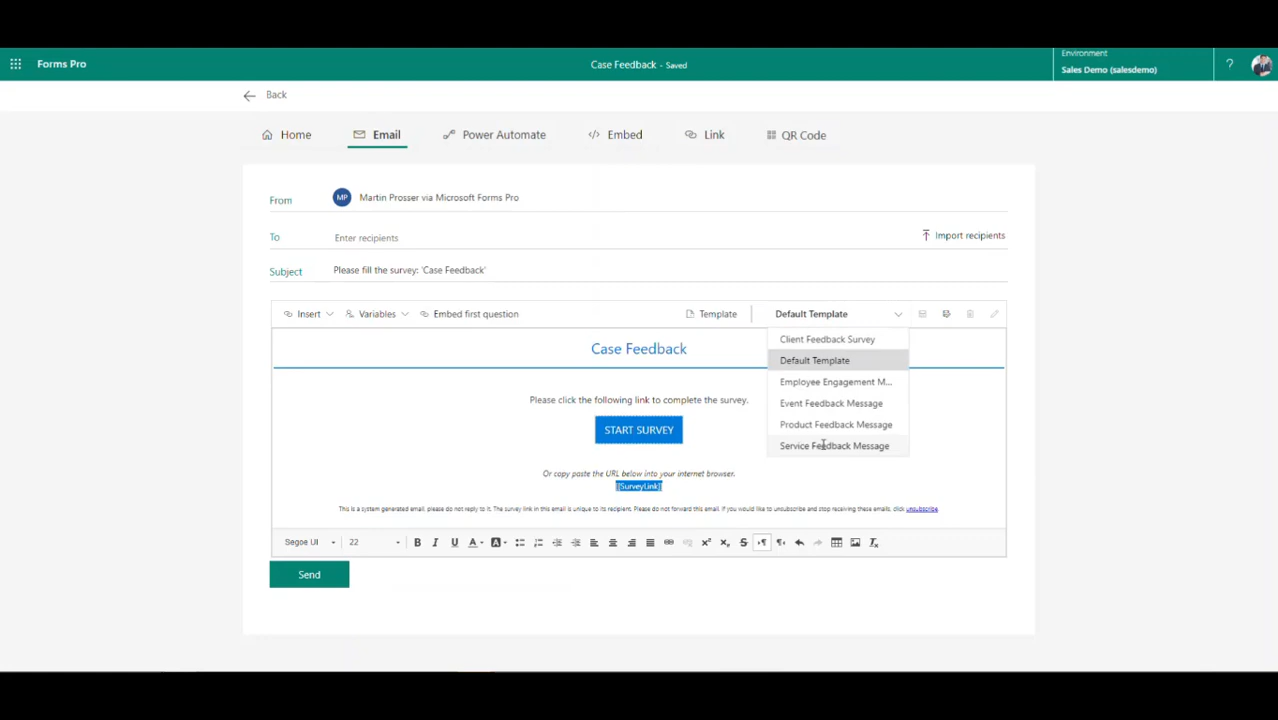 Forms Pro
Case Feedback - Saved
Environment
Sales Demo (salesdemo)
?
Back
Home
Email
Power Automate
Embed
Link
QR Code
From
MP
Martin Prosser via Microsoft Forms Pro
To
Enter recipients
Import recipients
Subject
Please fill the survey: 'Case Feedback'
Insert
Variables
Embed first question
Template
Default Template
Client Feedback Survey
Default Template
Employee Engagement M...
Event Feedback Message
Product Feedback Message
Service Feedback Message
Case Feedback
Please click the following link to complete the survey.
START SURVEY
Or copy paste the URL below into your internet browser.
[[SurveyLink]]
This is a system generated email, please do not reply to it. The survey link in this email is unique to its recipient. Please do not forward this email. If you would like to unsubscribe and stop receiving these emails, click unsubscribe.
Segoe UI
22
B I U A A
Send